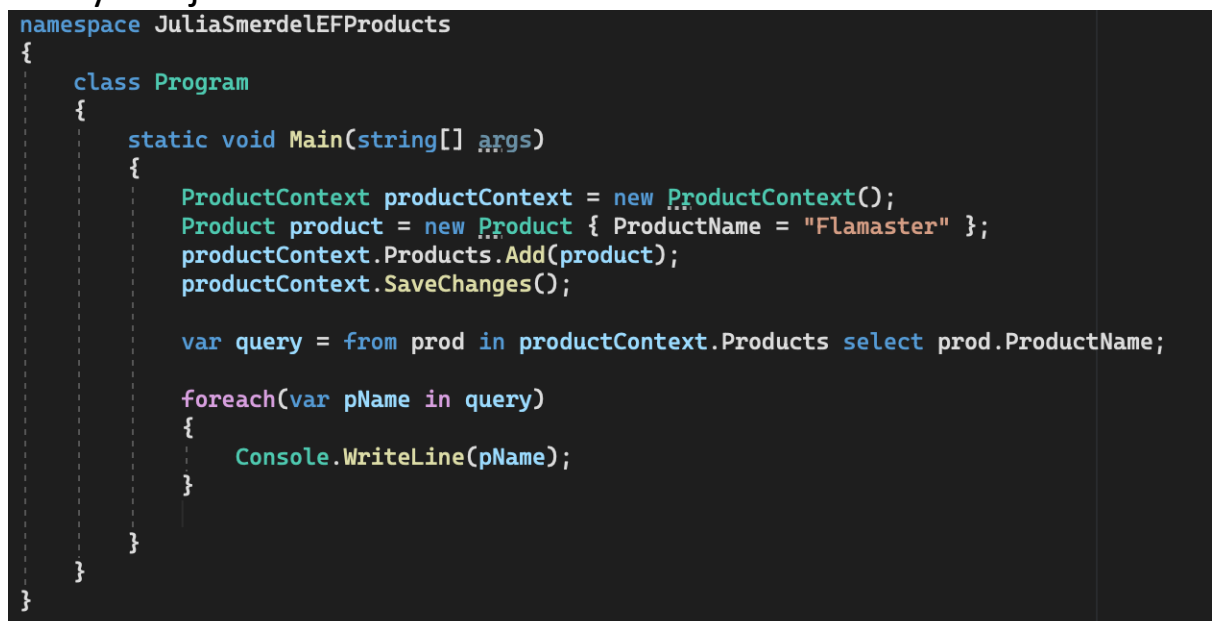 namespace JuliaSmerdelEFProducts
{
    class Program
    {
        static void Main(string[] args)
        {
            ProductContext productContext = new ProductContext();
            Product product = new Product { ProductName = "Flamaster" };
            productContext.Products.Add(product);
            productContext.SaveChanges();

            var query = from prod in productContext.Products select prod.ProductName;

            foreach(var pName in query)
            {
                Console.WriteLine(pName);
            }

        }
    }
}